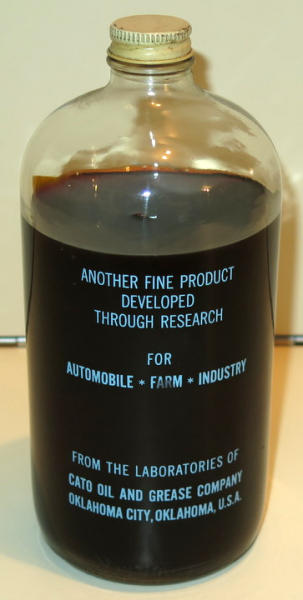 ANOTHER FINE PRODUCT
DEVELOPED
THROUGH RESEARCH
FOR
AUTOMOBILE * FARM * INDUSTRY
FROM THE LABORATORIES OF
CATO OIL AND GREASE COMPANY
OKLAHOMA CITY, OKLAHOMA, U.S.A.